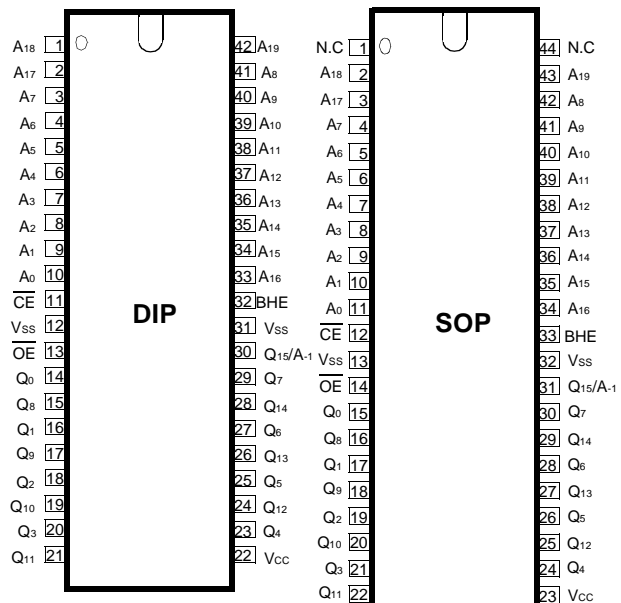 A18 1 42 A19
A17 2 41 A8
A7 3 40 A9
A6 4 39 A10
A5 5 38 A11
A4 6 37 A12
A3 7 36 A13
A2 8 35 A14
A1 9 34 A15
A0 10 33 A16
CE 11 32 BHE
VSS 12 31 VSS
OE 13 30 Q15/A-1
Q0 14 29 Q7
Q8 15 28 Q14
Q1 16 27 Q6
Q9 17 26 Q13
Q2 18 25 Q5
Q10 19 24 Q12
Q3 20 23 Q4
Q11 21 22 VCC
DIP
N.C 1 44 N.C
A18 2 43 A19
A17 3 42 A8
A7 4 41 A9
A6 5 40 A10
A5 6 39 A11
A4 7 38 A12
A3 8 37 A13
A2 9 36 A14
A1 10 35 A15
A0 11 34 A16
CE 12 33 BHE
VSS 13 32 VSS
OE 14 31 Q15/A-1
Q0 15 30 Q7
Q8 16 29 Q14
Q1 17 28 Q6
Q9 18 27 Q13
Q2 19 26 Q5
Q10 20 25 Q12
Q3 21 24 Q4
Q11 22 23 VCC
SOP